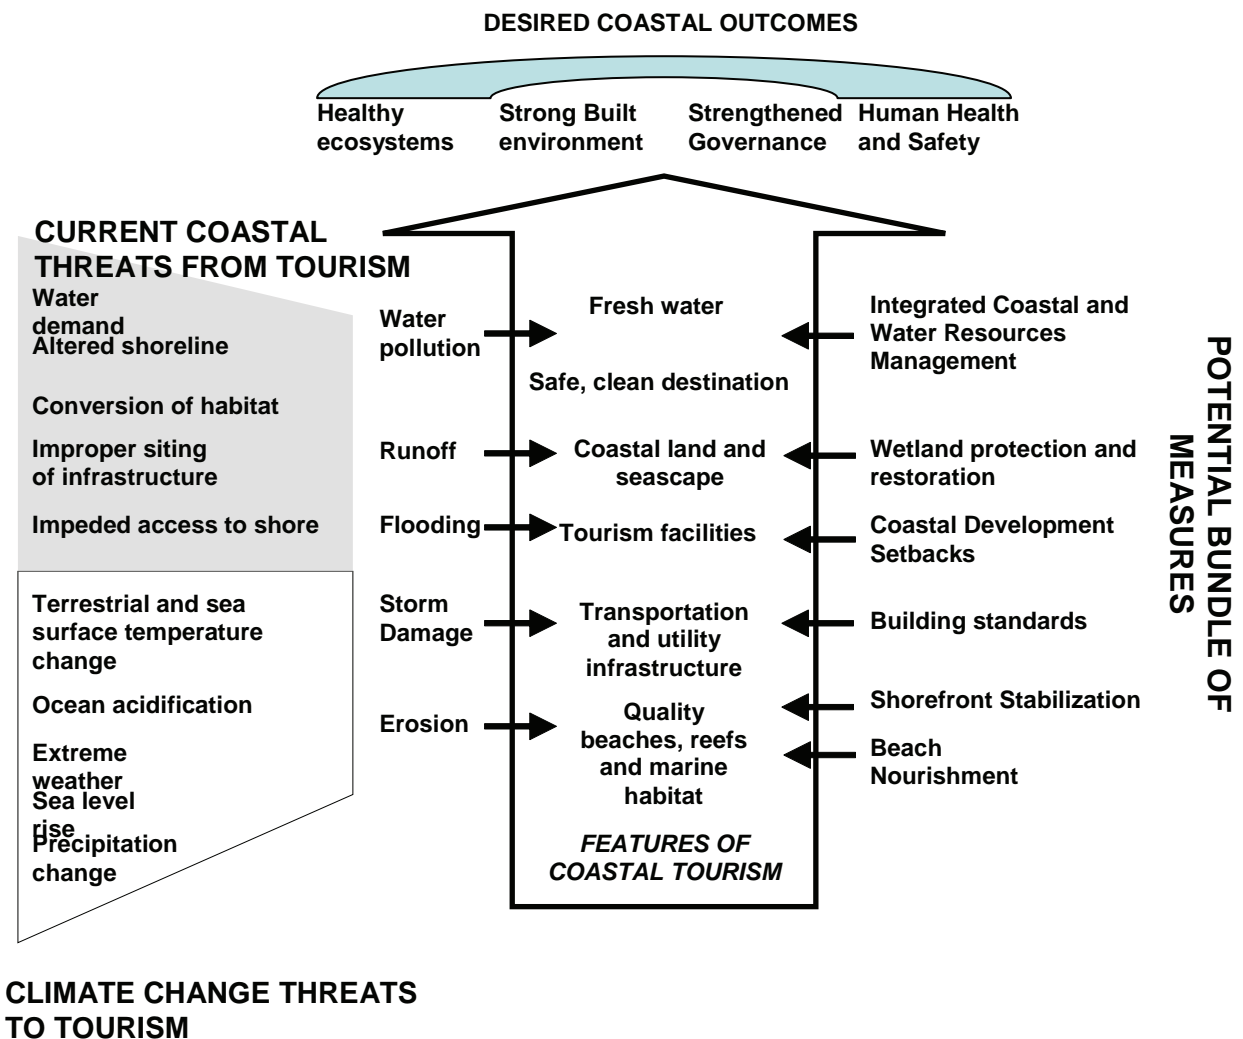 DESIRED COASTAL OUTCOMES
Healthy
ecosystems
Strong Built
environment
Strengthened
Governance
Human Health
and Safety
CURRENT COASTAL
THREATS FROM TOURISM
Water
demand
Altered shoreline
Conversion of habitat
Improper siting
of infrastructure
Impeded access to shore
Terrestrial and sea
surface temperature
change
Ocean acidification
Extreme
weather
Sea level
rise
Precipitation
change
CLIMATE CHANGE THREATS
TO TOURISM
Water
pollution
Runoff
Flooding
Storm
Damage
Erosion
Fresh water
Safe, clean destination
Coastal land and
seascape
Tourism facilities
Transportation
and utility
infrastructure
Quality
beaches, reefs
and marine
habitat
FEATURES OF
COASTAL TOURISM
Integrated Coastal and
Water Resources
Management
Wetland protection and
restoration
Coastal Development
Setbacks
Building standards
Shorefront Stabilization
Beach
Nourishment
POTENTIAL BUNDLE OF
MEASURES